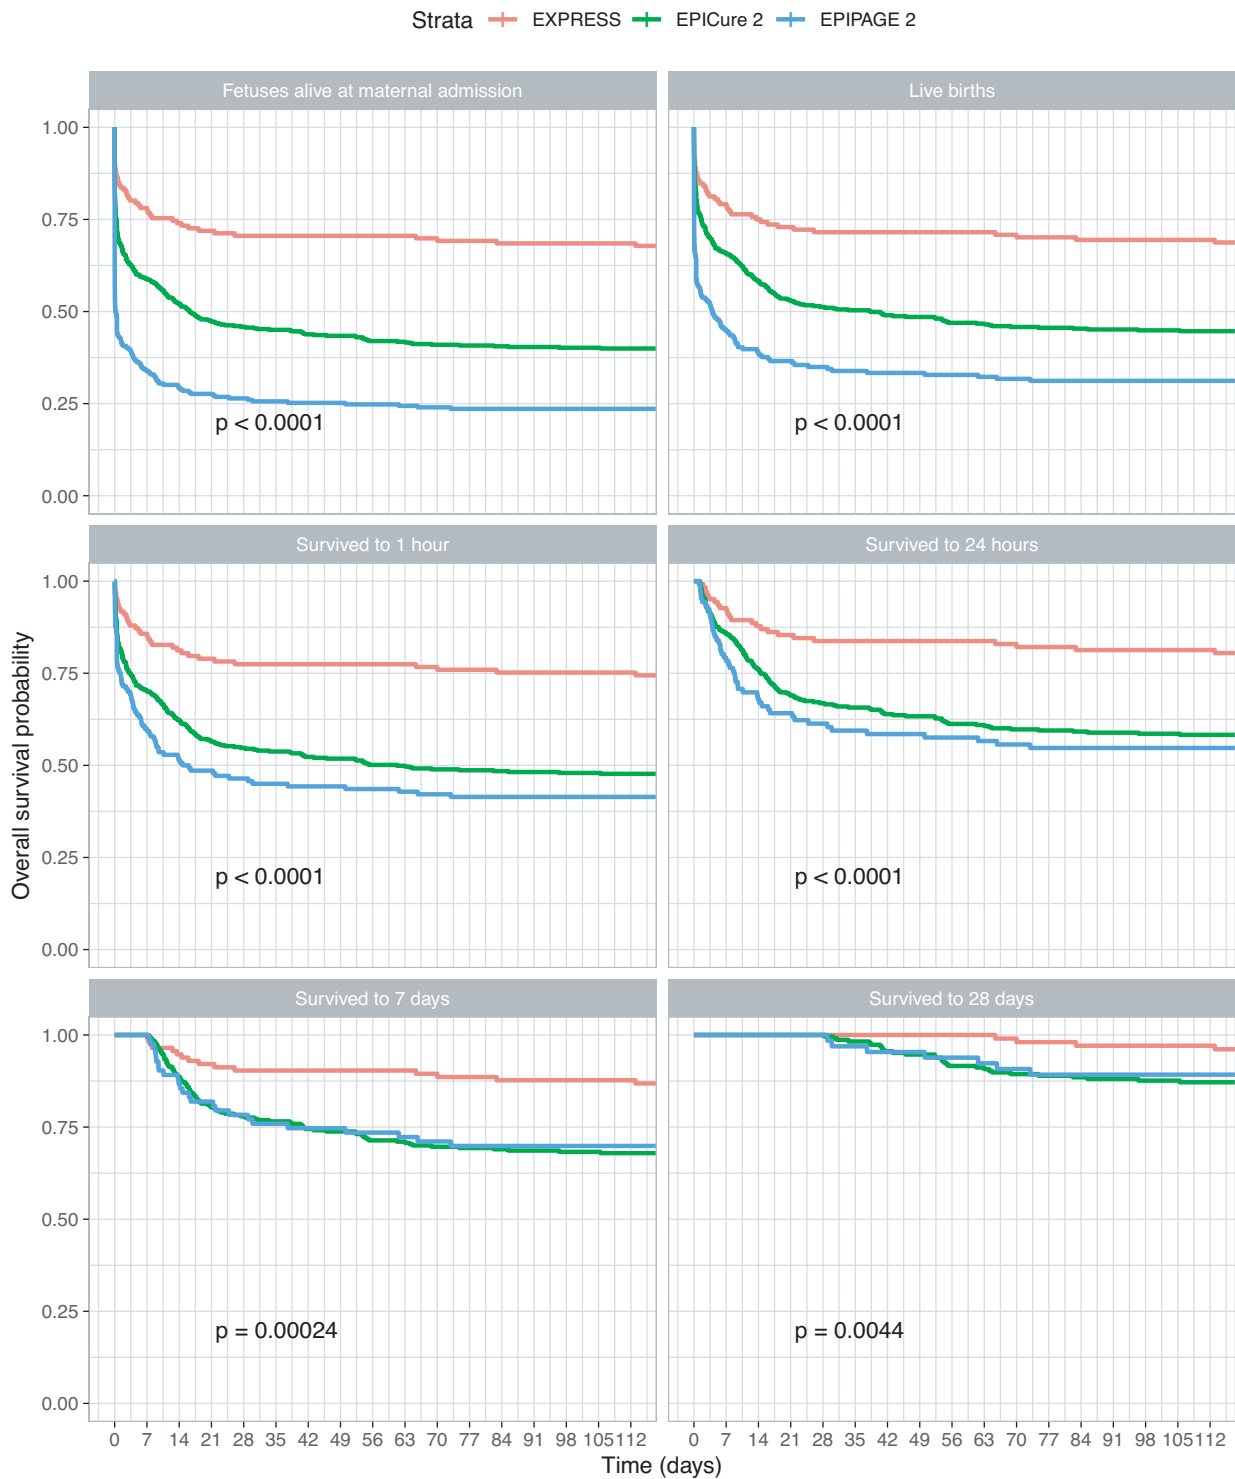 Strata EXPRESS EPICure 2 EPIPAGE 2
Fetuses alive at maternal admission
Live births
1.00
0.75
0.50
0.25
0.00
p < 0.0001
p < 0.0001
Survived to 1 hour
Survived to 24 hours
1.00
0.75
0.50
0.25
0.00
p < 0.0001
p < 0.0001
Overall survival probability
Survived to 7 days
Survived to 28 days
1.00
0.75
0.50
0.25
0.00
p = 0.00024
p = 0.0044
0 7 14 21 28 35 42 49 56 63 70 77 84 91 98 105 112
0 7 14 21 28 35 42 49 56 63 70 77 84 91 98 105 112
Time (days)